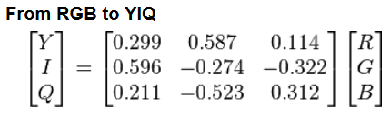 From RGB to YIQ
[Y] [0.299 0.587 0.114] [R]
[I] = [0.596 −0.274 −0.322] [G]
[Q] [0.211 −0.523 0.312] [B]